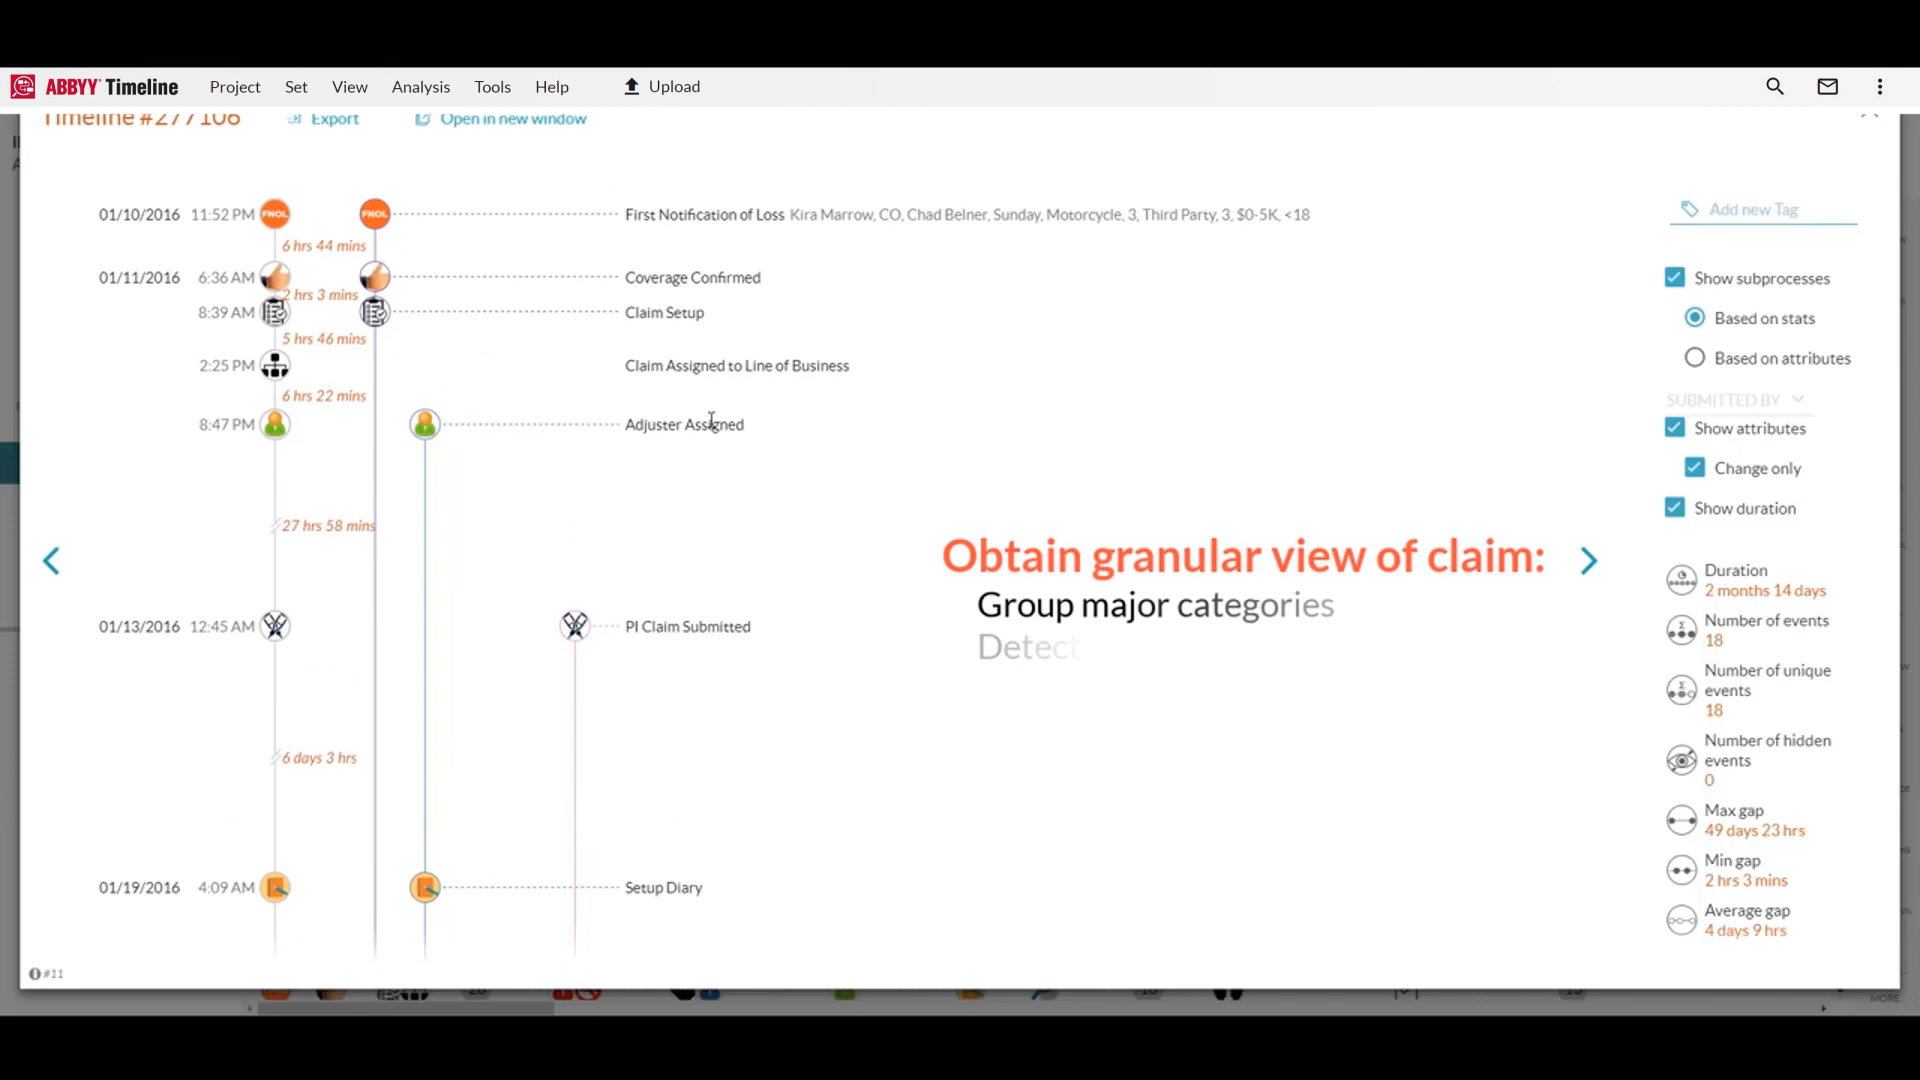 ABBYY Timeline Project Set View Analysis Tools Help Upload
Timeline #277106 Export Open in new window
01/10/2016 11:52 PM FNOL FNOL First Notification of Loss Kira Marrow, CO, Chad Belner, Sunday, Motorcycle, 3, Third Party, 3, $0-5K, <18
6 hrs 44 mins
01/11/2016 6:36 AM Coverage Confirmed
2 hrs 3 mins
8:39 AM Claim Setup
5 hrs 46 mins
2:25 PM Claim Assigned to Line of Business
6 hrs 22 mins
8:47 PM Adjuster Assigned
27 hrs 58 mins
01/13/2016 12:45 AM PI Claim Submitted
6 days 3 hrs
01/19/2016 4:09 AM Setup Diary
Obtain granular view of claim:
Group major categories
Detect
Add new Tag
Show subprocesses
Based on stats
Based on attributes
SUBMITTED BY
Show attributes
Change only
Show duration
Duration
2 months 14 days
Number of events
18
Number of unique
events
18
Number of hidden
events
0
Max gap
49 days 23 hrs
Min gap
2 hrs 3 mins
Average gap
4 days 9 hrs
#11
MORE